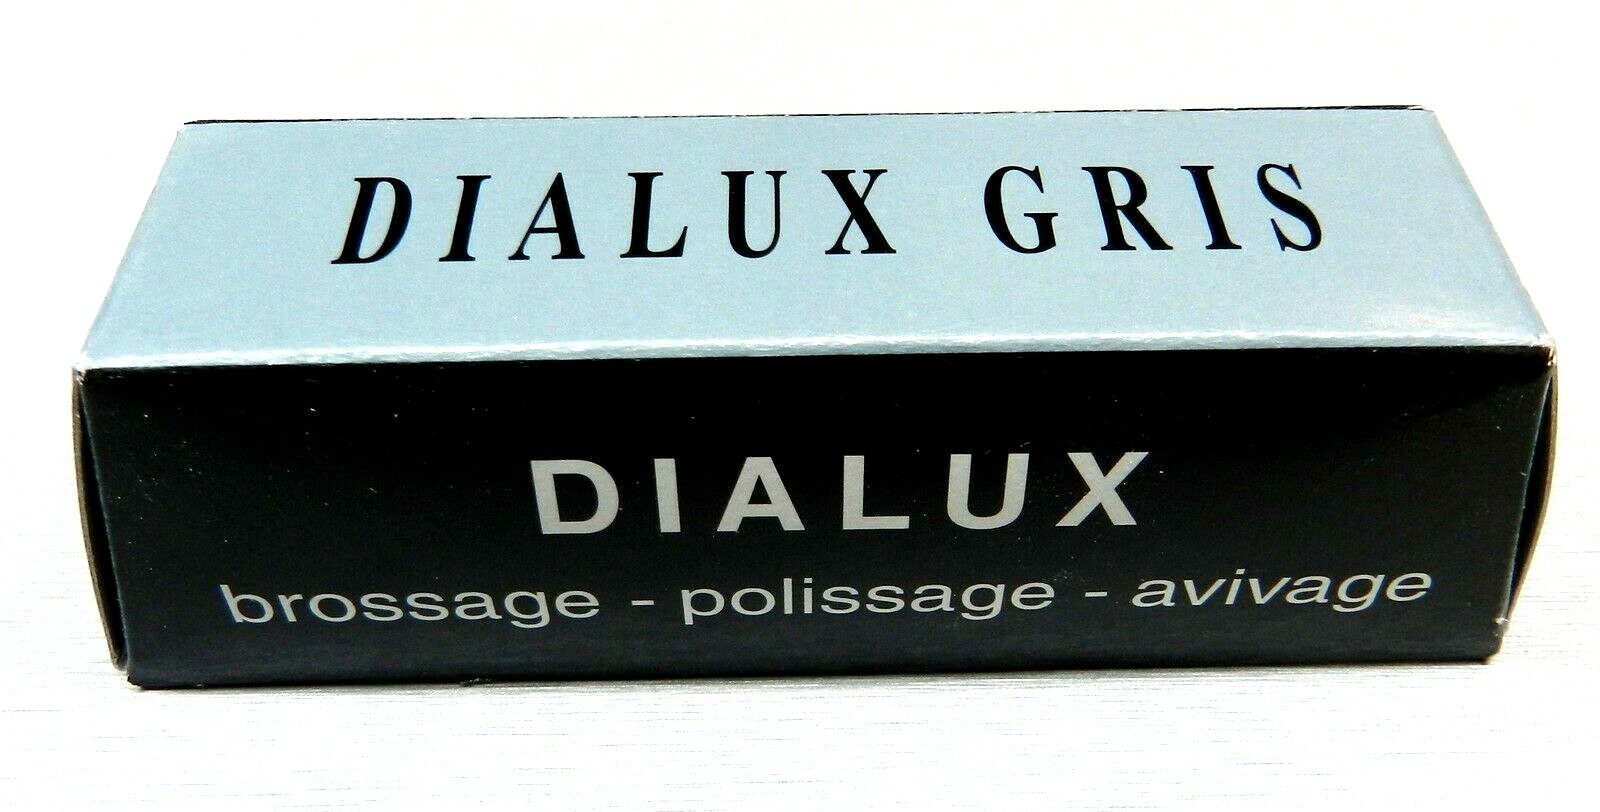 DIALUX GRIS
DIALUX
brossage - polissage - avivage